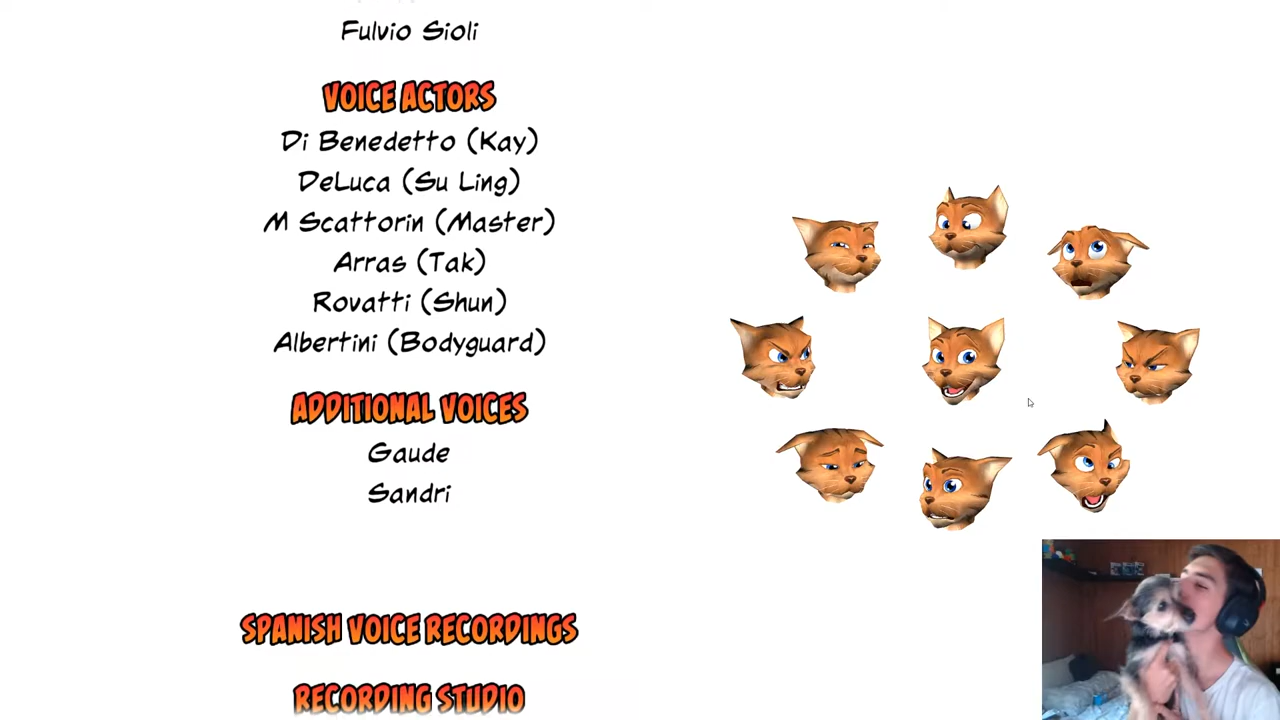 Fulvio Sioli
VOICE ACTORS
Di Benedetto (Kay)
DeLuca (Su Ling)
M Scattorin (Master)
Arras (Tak)
Rovatti (Shun)
Albertini (Bodyguard)
ADDITIONAL VOICES
Gaude
Sandri
SPANISH VOICE RECORDINGS
RECORDING STUDIO